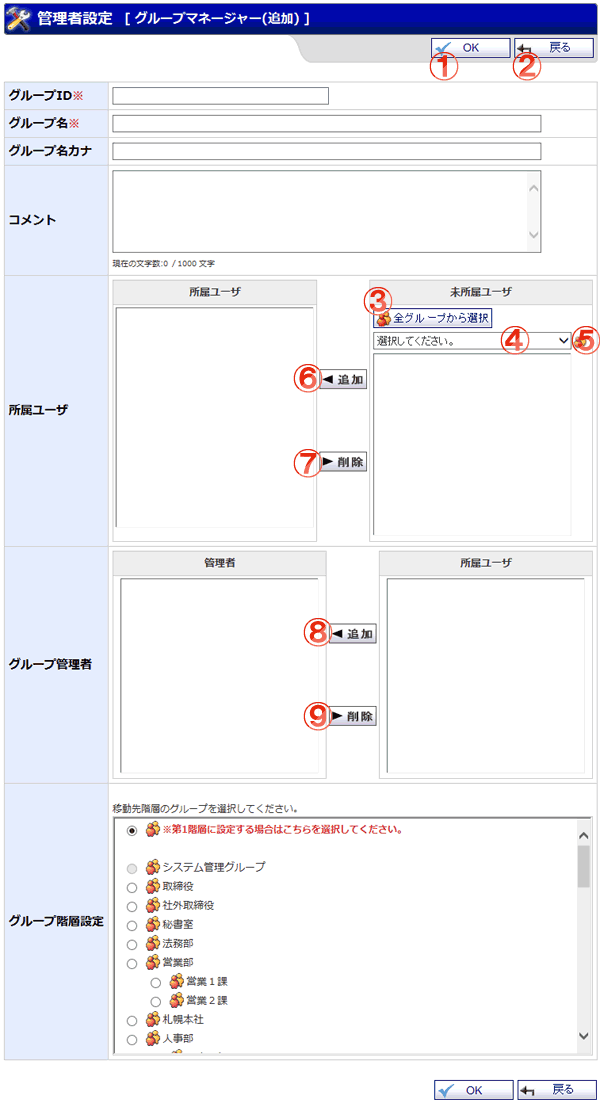 管理者設定 [ グループマネージャー(追加) ]
OK 戻る
① ②
グループID※
グループ名※
グループ名カナ
コメント
現在の文字数:0 / 1000 文字
所属ユーザ
所属ユーザ 未所属ユーザ
③ 全グループから選択
選択してください。 ④ ⑤
⑥ ◀ 追加
⑦ ▶ 削除
グループ管理者
管理者 所属ユーザ
⑧ ◀ 追加
⑨ ▶ 削除
グループ階層設定
移動先階層のグループを選択してください。
※第1階層に設定する場合はこちらを選択してください。
システム管理グループ
取締役
社外取締役
秘書室
法務部
営業部
営業１課
営業２課
札幌本社
人事部
OK 戻る